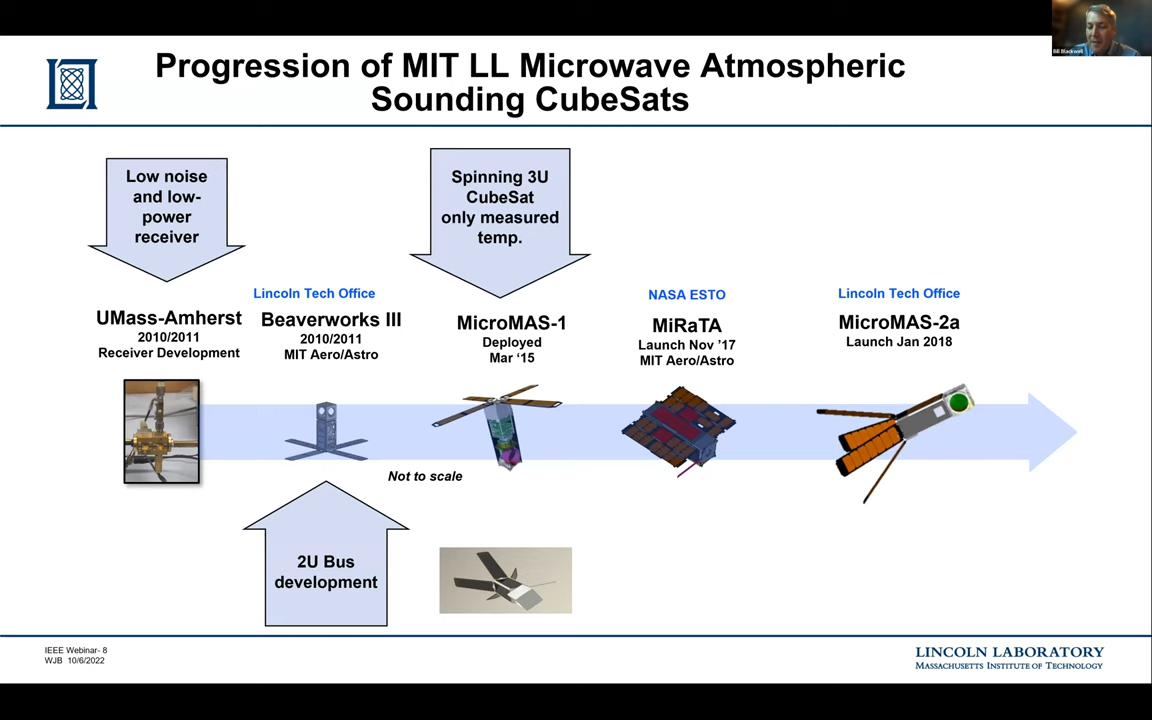 Bill Blackwell
Progression of MIT LL Microwave Atmospheric
Sounding CubeSats
Low noise
and low-
power
receiver
Spinning 3U
CubeSat
only measured
temp.
UMass-Amherst
2010/2011
Receiver Development
Lincoln Tech Office
Beaverworks III
2010/2011
MIT Aero/Astro
MicroMAS-1
Deployed
Mar ‘15
NASA ESTO
MiRaTA
Launch Nov ’17
MIT Aero/Astro
Lincoln Tech Office
MicroMAS-2a
Launch Jan 2018
Not to scale
2U Bus
development
IEEE Webinar- 8
WJB 10/6/2022
LINCOLN LABORATORY
MASSACHUSETTS INSTITUTE OF TECHNOLOGY